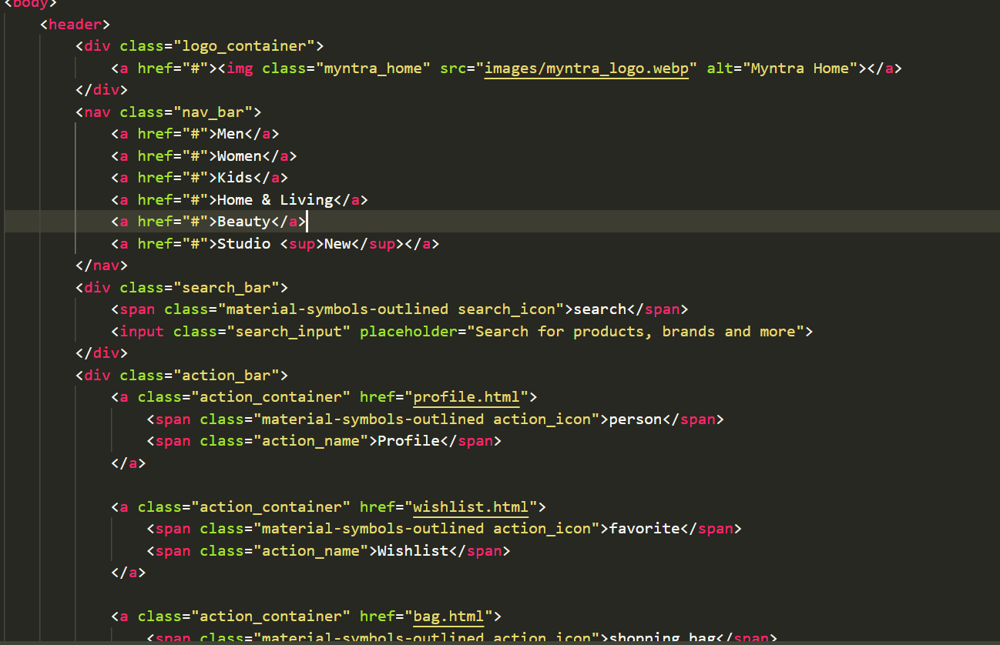 <body>
<header>
<div class="logo_container">
<a href="#"><img class="myntra_home" src="images/myntra_logo.webp" alt="Myntra Home"></a>
</div>
<nav class="nav_bar">
<a href="#">Men</a>
<a href="#">Women</a>
<a href="#">Kids</a>
<a href="#">Home & Living</a>
<a href="#">Beauty</a>
<a href="#">Studio <sup>New</sup></a>
</nav>
<div class="search_bar">
<span class="material-symbols-outlined search_icon">search</span>
<input class="search_input" placeholder="Search for products, brands and more">
</div>
<div class="action_bar">
<a class="action_container" href="profile.html">
<span class="material-symbols-outlined action_icon">person</span>
<span class="action_name">Profile</span>
</a>
<a class="action_container" href="wishlist.html">
<span class="material-symbols-outlined action_icon">favorite</span>
<span class="action_name">Wishlist</span>
</a>
<a class="action_container" href="bag.html">
<span class="material-symbols-outlined action_icon">shopping_bag</span>